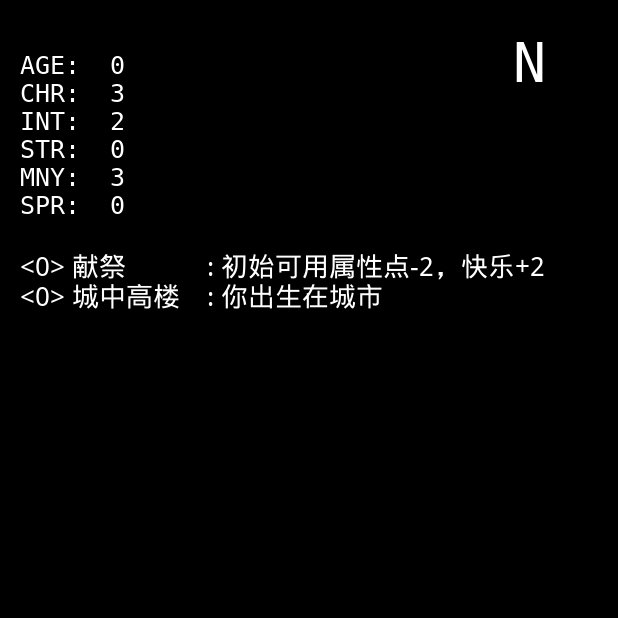 N
AGE: 0
CHR: 3
INT: 2
STR: 0
MNY: 3
SPR: 0
<O> 献祭 : 初始可用属性点-2，快乐+2
<O> 城中高楼 : 你出生在城市